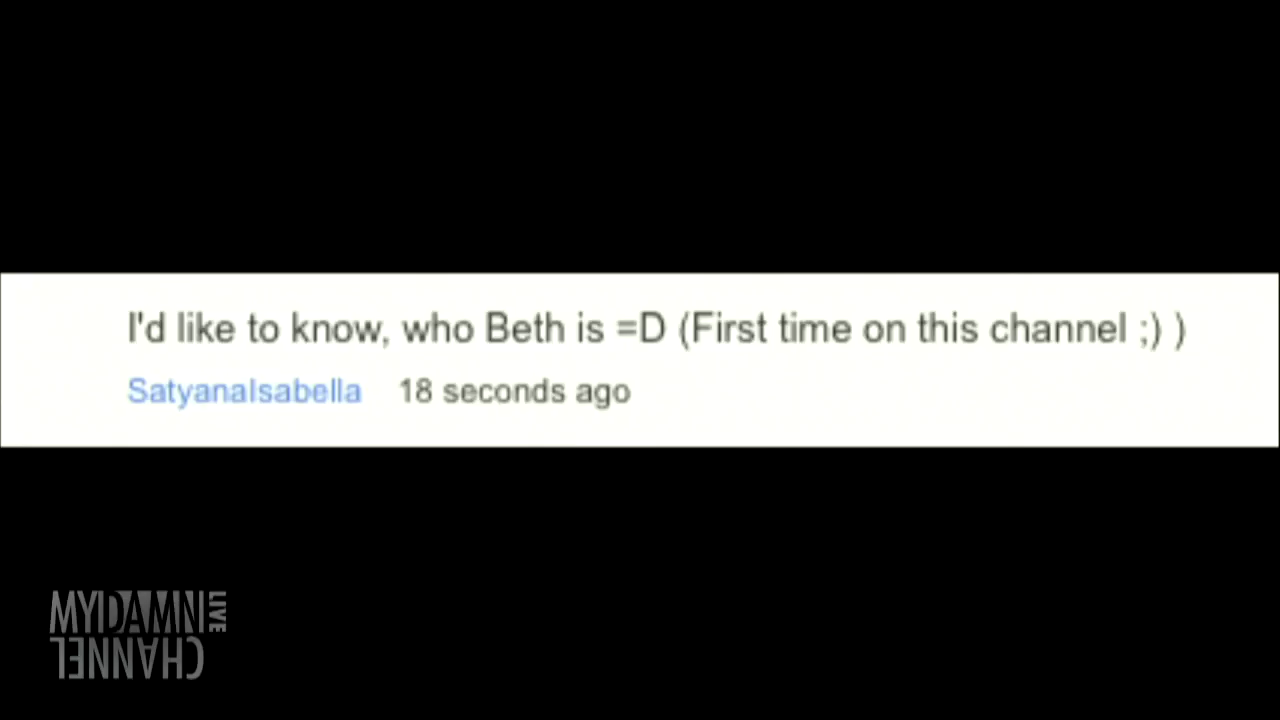 I'd like to know, who Beth is =D (First time on this channel ;) )
SatyanaIsabella 18 seconds ago
MYDAMN LIVE
CHANNEL